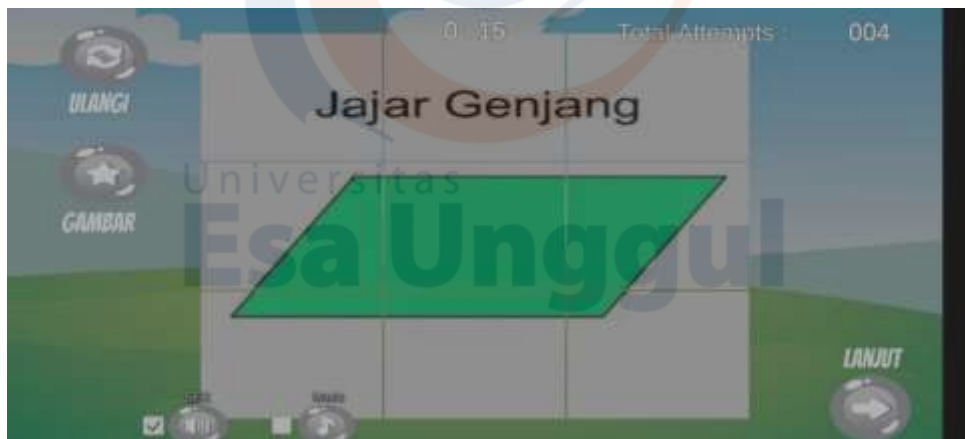 0 :15 Total Attempts : 004
ULANGI
Jajar Genjang
GAMBAR
Universitas
Esa Unggul
LANJUT